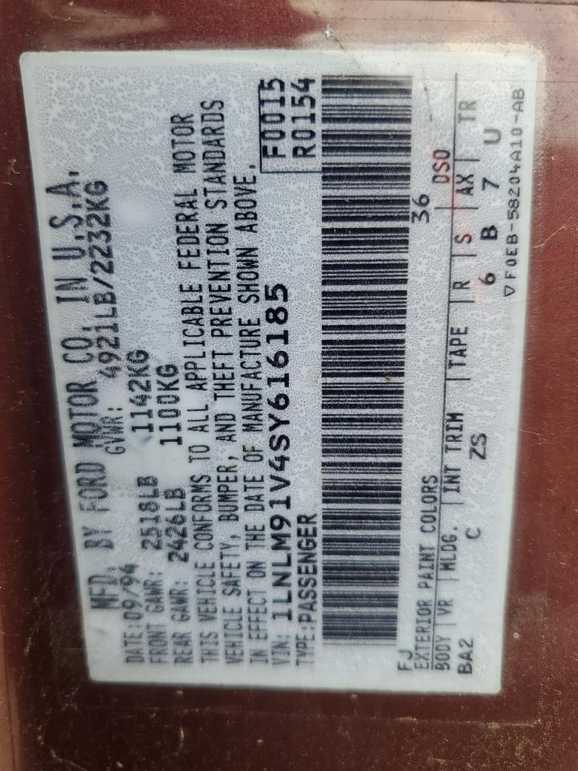 MFD. BY FORD MOTOR CO. IN U.S.A.
DATE: 09/94 GVWR: 4921LB/2232KG
FRONT GAWR: 2518LB 1142KG
REAR GAWR: 2426LB 1100KG
THIS VEHICLE CONFORMS TO ALL APPLICABLE FEDERAL MOTOR
VEHICLE SAFETY, BUMPER, AND THEFT PREVENTION STANDARDS
IN EFFECT ON THE DATE OF MANUFACTURE SHOWN ABOVE.
VIN: 1LNLM91V4SY616185 F0015
TYPE: PASSENGER R0154
FJ 36
EXTERIOR PAINT COLORS DSO
BODY VR MLDG. INT TRIM TAPE R S AX TR
BA2 C ZS 6 B 7 U
▽ F0EB-58204A10-AB